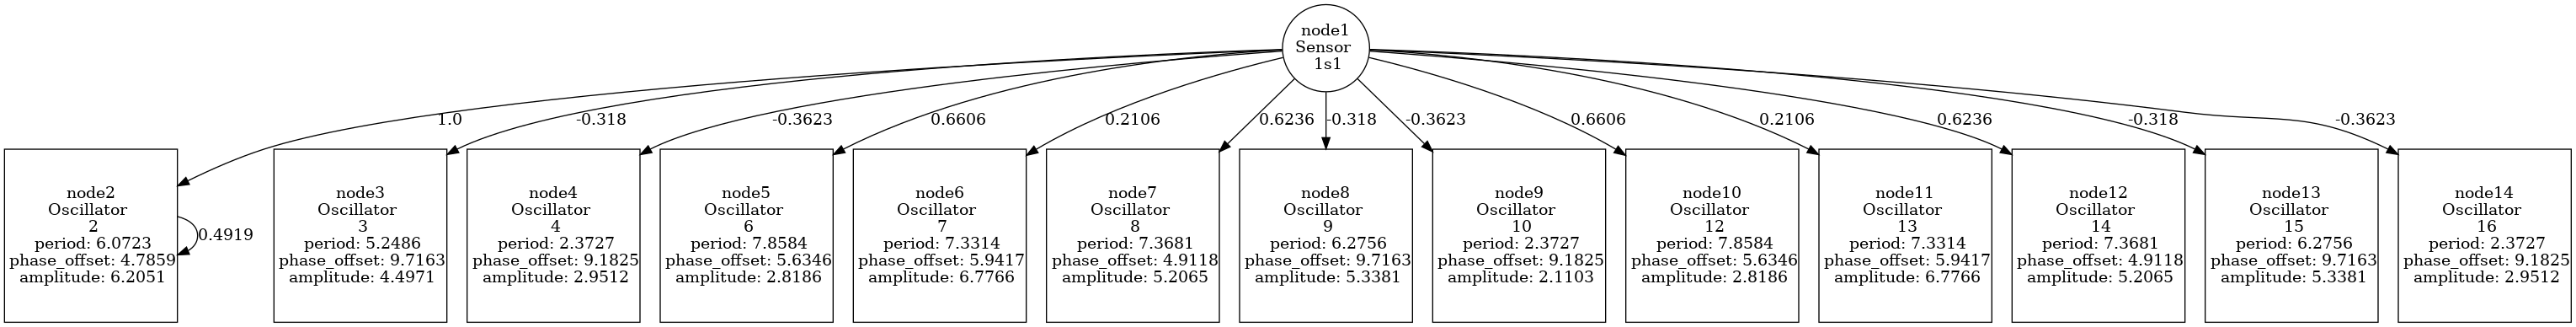 node1
Sensor
1s1
1.0
-0.318
-0.3623
0.6606
0.2106
0.6236
-0.318
-0.3623
0.6606
0.2106
0.6236
-0.318
-0.3623
node2
Oscillator
2
period: 6.0723
phase_offset: 4.7859
amplitude: 6.2051
0.4919
node3
Oscillator
3
period: 5.2486
phase_offset: 9.7163
amplitude: 4.4971
node4
Oscillator
4
period: 2.3727
phase_offset: 9.1825
amplitude: 2.9512
node5
Oscillator
6
period: 7.8584
phase_offset: 5.6346
amplitude: 2.8186
node6
Oscillator
7
period: 7.3314
phase_offset: 5.9417
amplitude: 6.7766
node7
Oscillator
8
period: 7.3681
phase_offset: 4.9118
amplitude: 5.2065
node8
Oscillator
9
period: 6.2756
phase_offset: 9.7163
amplitude: 5.3381
node9
Oscillator
10
period: 2.3727
phase_offset: 9.1825
amplitude: 2.1103
node10
Oscillator
12
period: 7.8584
phase_offset: 5.6346
amplitude: 2.8186
node11
Oscillator
13
period: 7.3314
phase_offset: 5.9417
amplitude: 6.7766
node12
Oscillator
14
period: 7.3681
phase_offset: 4.9118
amplitude: 5.2065
node13
Oscillator
15
period: 6.2756
phase_offset: 9.7163
amplitude: 5.3381
node14
Oscillator
16
period: 2.3727
phase_offset: 9.1825
amplitude: 2.9512